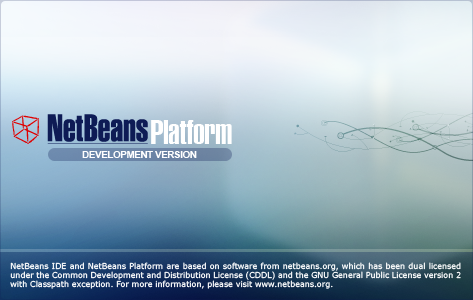 NetBeans Platform
DEVELOPMENT VERSION
NetBeans IDE and NetBeans Platform are based on software from netbeans.org, which has been dual licensed
under the Common Development and Distribution License (CDDL) and the GNU General Public License version 2
with Classpath exception. For more information, please visit www.netbeans.org.